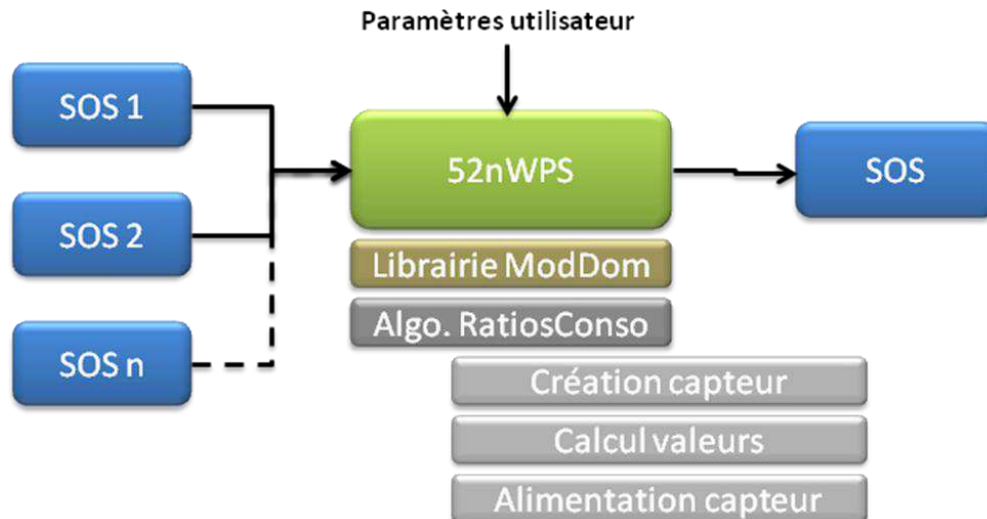 Paramètres utilisateur
SOS 1
SOS 2
SOS n
52nWPS
SOS
Librairie ModDom
Algo. RatiosConso
Création capteur
Calcul valeurs
Alimentation capteur